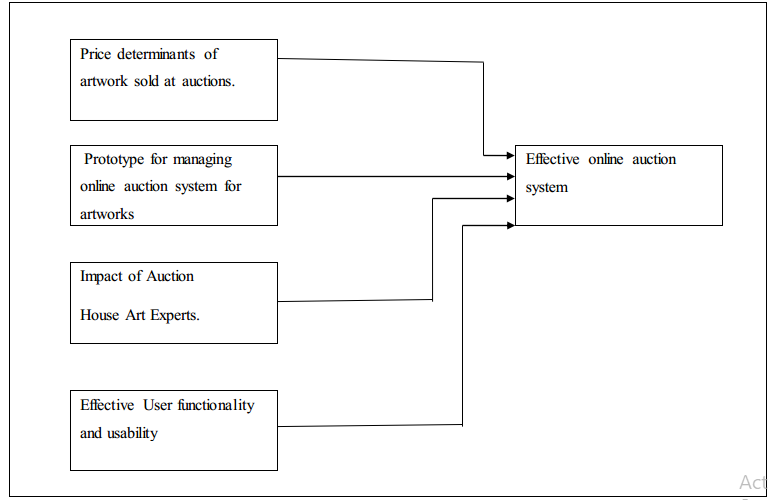 Price determinants of
artwork sold at auctions.
Prototype for managing
online auction system for
artworks
Impact of Auction
House Art Experts.
Effective User functionality
and usability
Effective online auction
system
Act